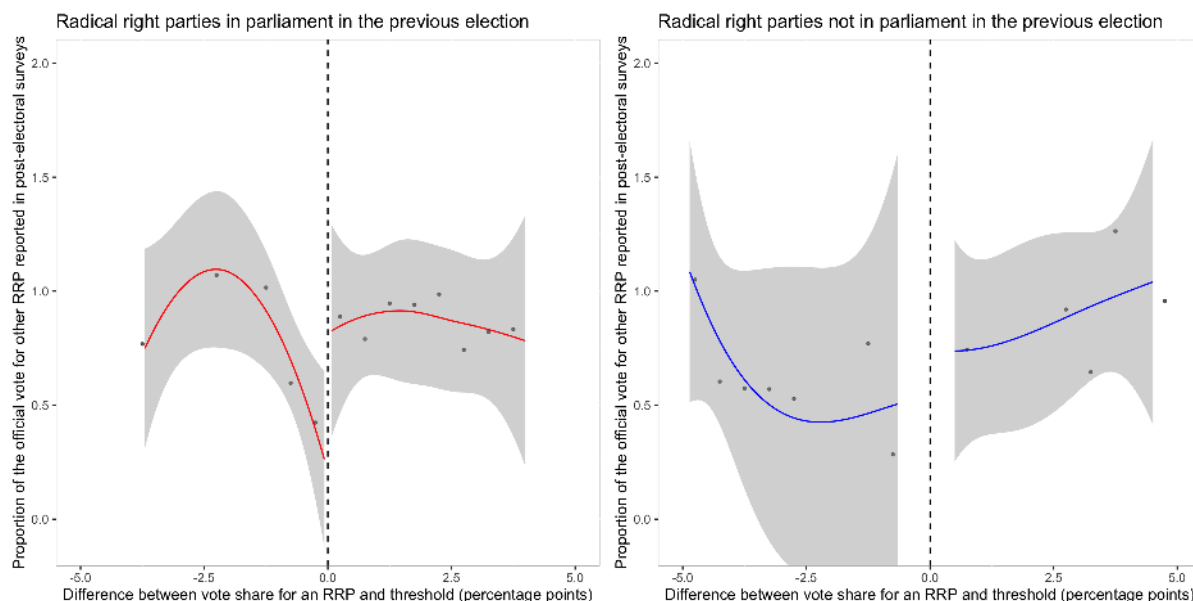 Radical right parties in parliament in the previous election
Proportion of the official vote for other RRP reported in post-electoral surveys
2.0
1.5
1.0
0.5
0.0
-5.0 -2.5 0.0 2.5 5.0
Difference between vote share for an RRP and threshold (percentage points)
Radical right parties not in parliament in the previous election
Proportion of the official vote for other RRP reported in post-electoral surveys
2.0
1.5
1.0
0.5
0.0
-5.0 -2.5 0.0 2.5 5.0
Difference between vote share for an RRP and threshold (percentage points)